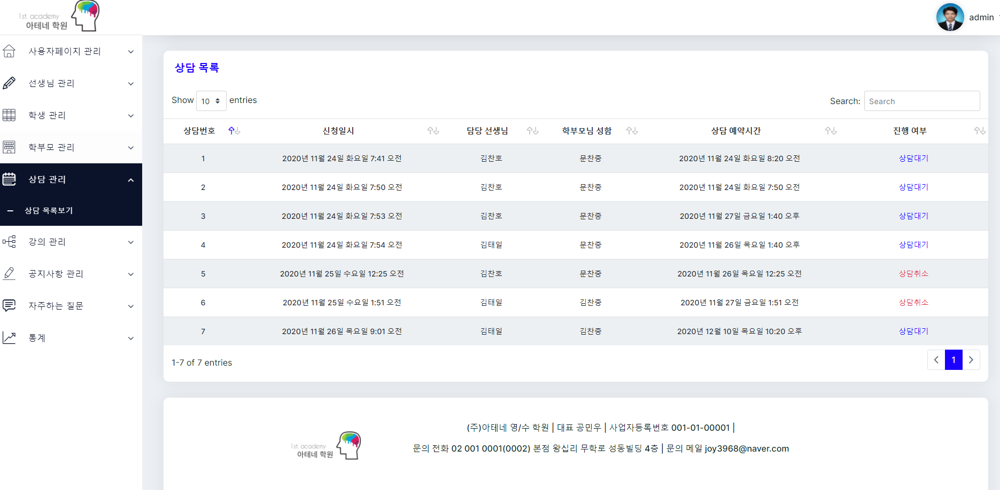 1st. academy
아테네 학원
admin
사용자페이지 관리
선생님 관리
학생 관리
학부모 관리
상담 관리
상담 목록보기
강의 관리
공지사항 관리
자주하는 질문
통계
상담 목록
Show 10 entries
Search: Search
상담번호 신청일시 담당 선생님 학부모님 성함 상담 예약시간 진행 여부
1 2020년 11월 24일 화요일 7:41 오전 김찬호 문찬중 2020년 11월 24일 화요일 8:20 오전 상담대기
2 2020년 11월 24일 화요일 7:50 오전 김찬호 문찬중 2020년 11월 24일 화요일 7:50 오전 상담대기
3 2020년 11월 24일 화요일 7:53 오전 김찬호 문찬중 2020년 11월 27일 금요일 1:40 오후 상담대기
4 2020년 11월 24일 화요일 7:54 오전 김태일 문찬중 2020년 11월 26일 목요일 1:40 오후 상담대기
5 2020년 11월 25일 수요일 12:25 오전 김찬호 문찬중 2020년 11월 26일 목요일 12:25 오전 상담취소
6 2020년 11월 25일 수요일 1:51 오전 김태일 김찬중 2020년 11월 27일 금요일 1:51 오전 상담취소
7 2020년 11월 26일 목요일 9:01 오전 김태일 김찬중 2020년 12월 10일 목요일 10:20 오후 상담대기
1-7 of 7 entries
1
1st. academy
아테네 학원
(주)아테네 영/수 학원 | 대표 공민우 | 사업자등록번호 001-01-00001 |
문의 전화 02 001 0001(0002) 본점 왕십리 무학로 성동빌딩 4층 | 문의 메일 joy3968@naver.com